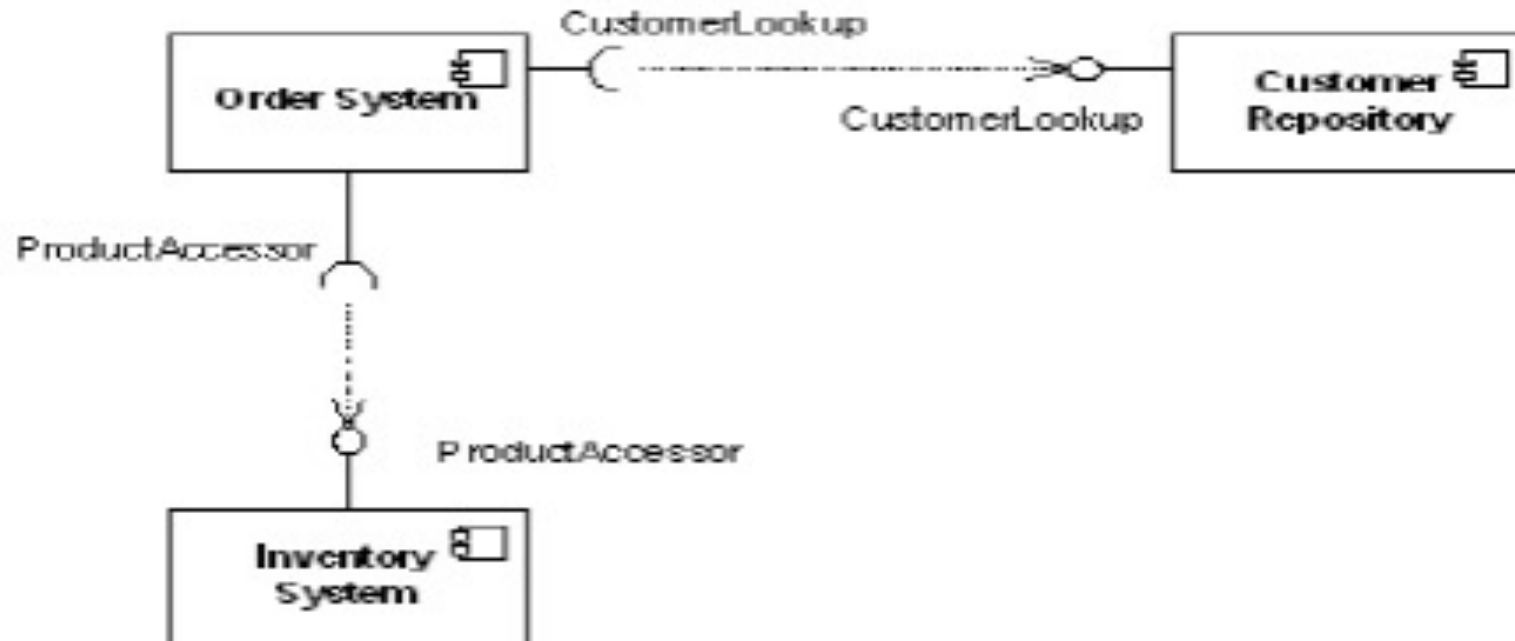 CustomerLookup
Order System
Customer
Repository
CustomerLookup
ProductAccessor
ProductAccessor
Inventory
System